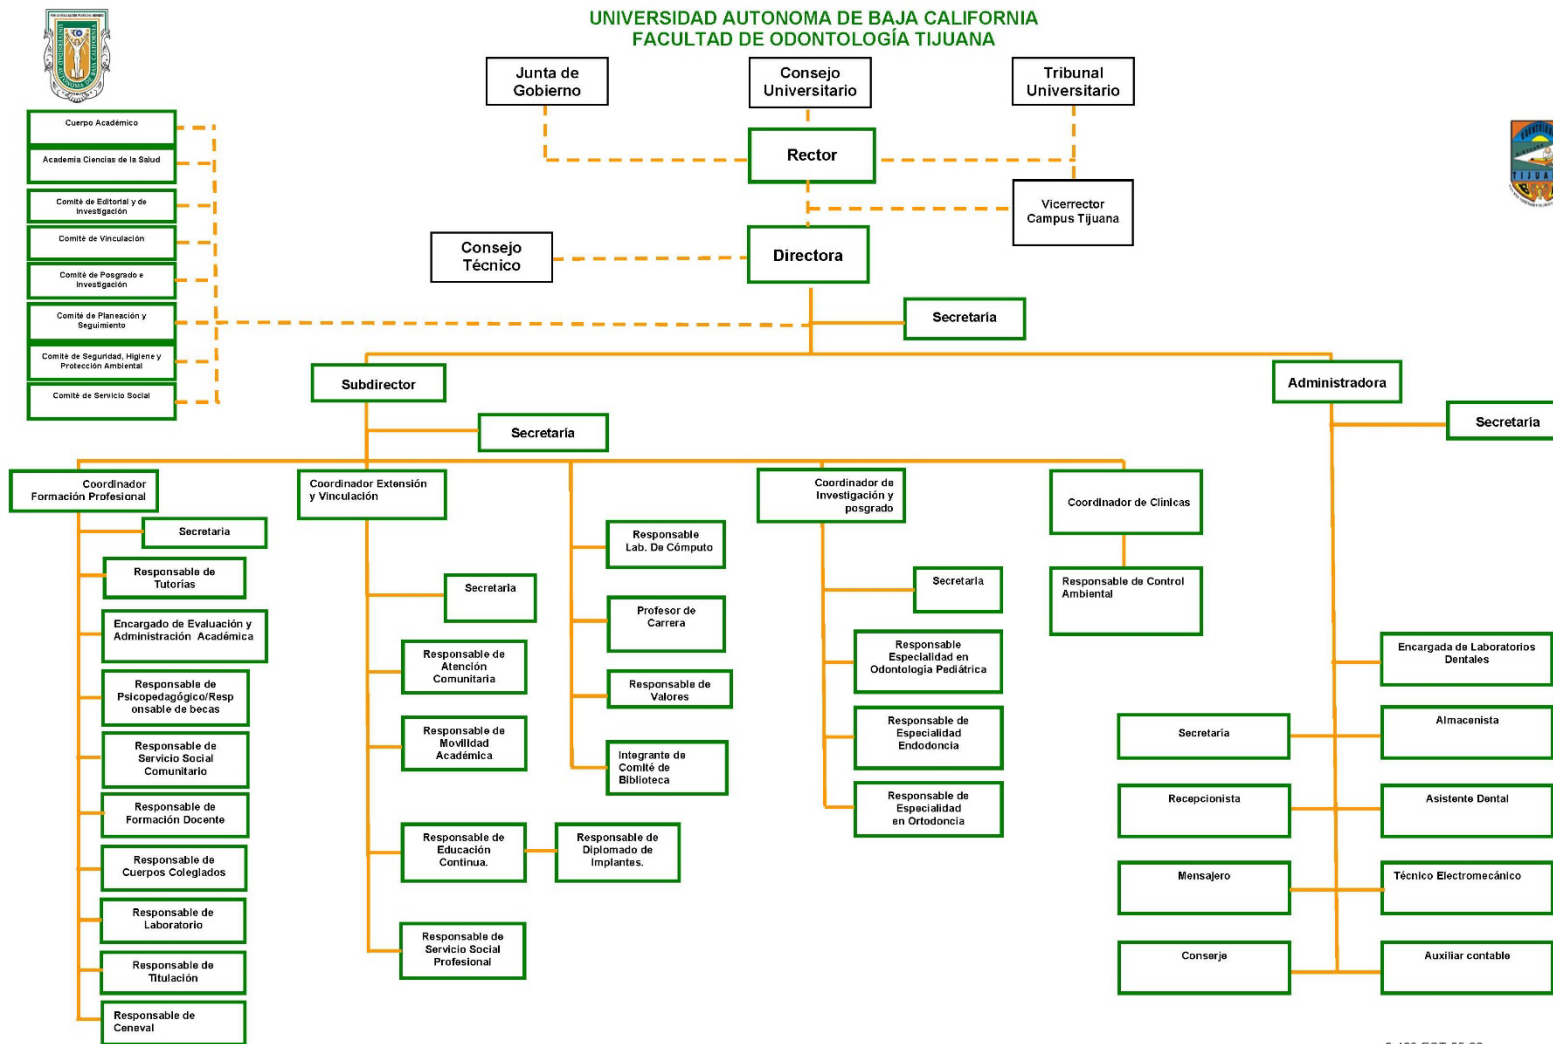 UNIVERSIDAD AUTONOMA DE BAJA CALIFORNIA
FACULTAD DE ODONTOLOGÍA TIJUANA
Junta de
Gobierno
Consejo
Universitario
Tribunal
Universitario
Rector
Vicerrector
Campus Tijuana
Consejo
Técnico
Directora
Secretaría
Cuerpo Académico
Academia Ciencias de la Salud
Comité de Editorial y de
Investigación
Comité de Vinculación
Comité de Posgrado e
Investigación
Comité de Planeación y
Seguimiento
Comité de Seguridad, Higiene y
Protección Ambiental
Comité de Servicio Social
TIJUANA
Subdirector
Secretaría
Administradora
Secretaría
Coordinador
Formación Profesional
Secretaria
Responsable de
Tutorías
Encargado de Evaluación y
Administración Académica
Responsable de
Psicopedagógico/Resp
onsable de becas
Responsable de
Servicio Social
Comunitario
Responsable de
Formación Docente
Responsable de
Cuerpos Colegiados
Responsable de
Laboratorio
Responsable de
Titulación
Responsable de
Ceneval
Coordinador Extensión
y Vinculación
Secretaria
Responsable de
Atención
Comunitaria
Responsable de
Movilidad
Académica
Responsable de
Educación
Continua.
Responsable de
Diplomado de
Implantes.
Responsable de
Servicio Social
Profesional
Responsable
Lab. De Cómputo
Profesor de
Carrera
Responsable de
Valores
Integrante de
Comité de
Biblioteca
Coordinador de
Investigación y
posgrado
Secretaria
Responsable
Especialidad en
Odontología Pediátrica
Responsable de
Especialidad
Endodoncia
Responsable de
Especialidad
en Ortodoncia
Coordinador de Clínicas
Responsable de Control
Ambiental
Encargada de Laboratorios
Dentales
Secretaria
Almacenista
Recepcionista
Asistente Dental
Mensajero
Técnico Electromecánico
Conserje
Auxiliar contable